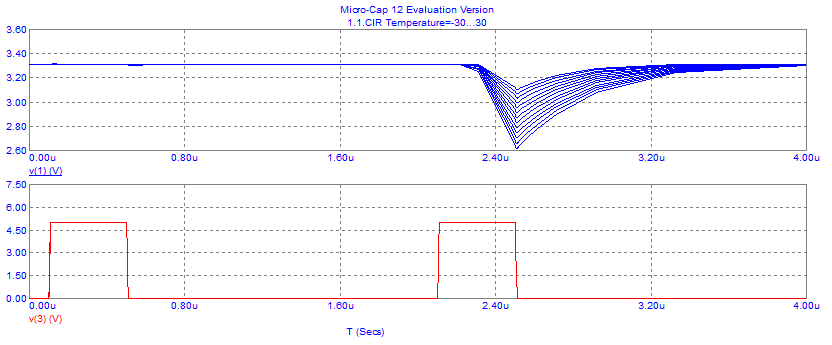 Micro-Cap 12 Evaluation Version
1.1.CIR Temperature=-30...30
3.60
3.40
3.20
3.00
2.80
2.60
0.00u 0.80u 1.60u 2.40u 3.20u 4.00u
v(1) (V)
7.50
6.00
4.50
3.00
1.50
0.00
0.00u 0.80u 1.60u 2.40u 3.20u 4.00u
v(3) (V)
T (Secs)